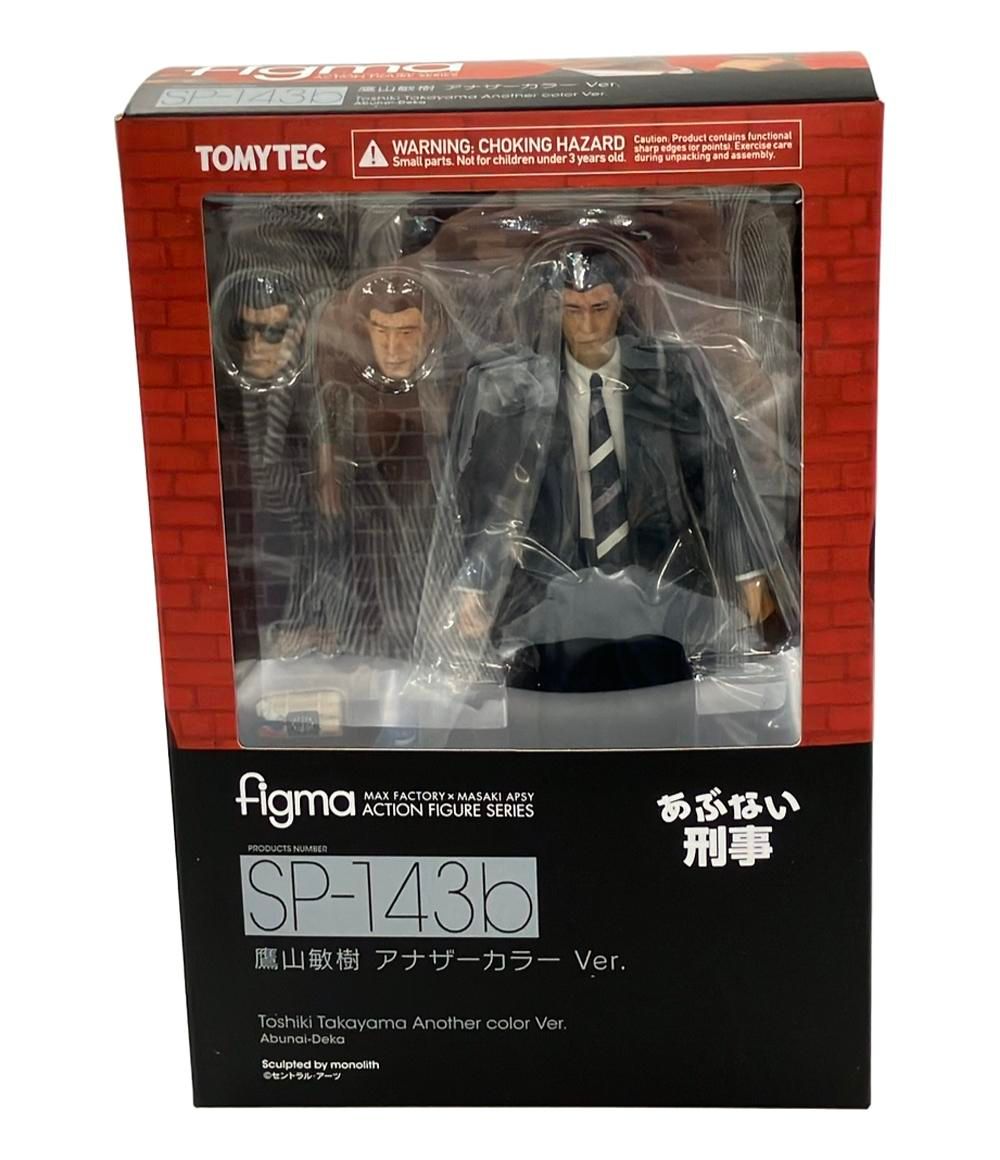 figma
ACTION FIGURE SERIES
SP-143b
鷹山敏樹 アナザーカラー Ver.
Toshiki Takayama Another color Ver.
Abunai-Deka
TOMYTEC
WARNING: CHOKING HAZARD
Small parts. Not for children under 3 years old.
Caution: Product contains functional
sharp edges (or points). Exercise care
during unpacking and assembly.
figma
MAX FACTORY × MASAKI APSY
ACTION FIGURE SERIES
あぶない
刑事
PRODUCTS NUMBER
SP-143b
鷹山敏樹 アナザーカラー Ver.
Toshiki Takayama Another color Ver.
Abunai-Deka
Sculpted by monolith
©セントラル・アーツ